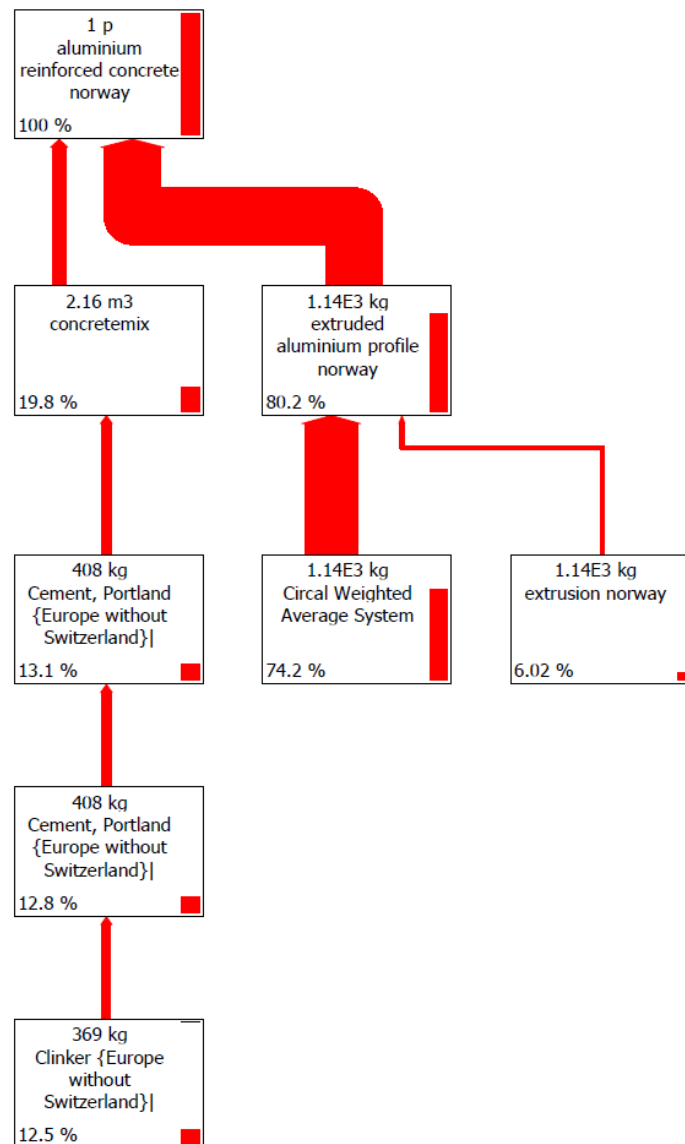 1 p
aluminium
reinforced concrete
norway
100 %
2.16 m3
concretemix
19.8 %
1.14E3 kg
extruded
aluminium profile
norway
80.2 %
408 kg
Cement, Portland
{Europe without
Switzerland}|
13.1 %
1.14E3 kg
Circal Weighted
Average System
74.2 %
1.14E3 kg
extrusion norway
6.02 %
408 kg
Cement, Portland
{Europe without
Switzerland}|
12.8 %
369 kg
Clinker {Europe
without
Switzerland}|
12.5 %